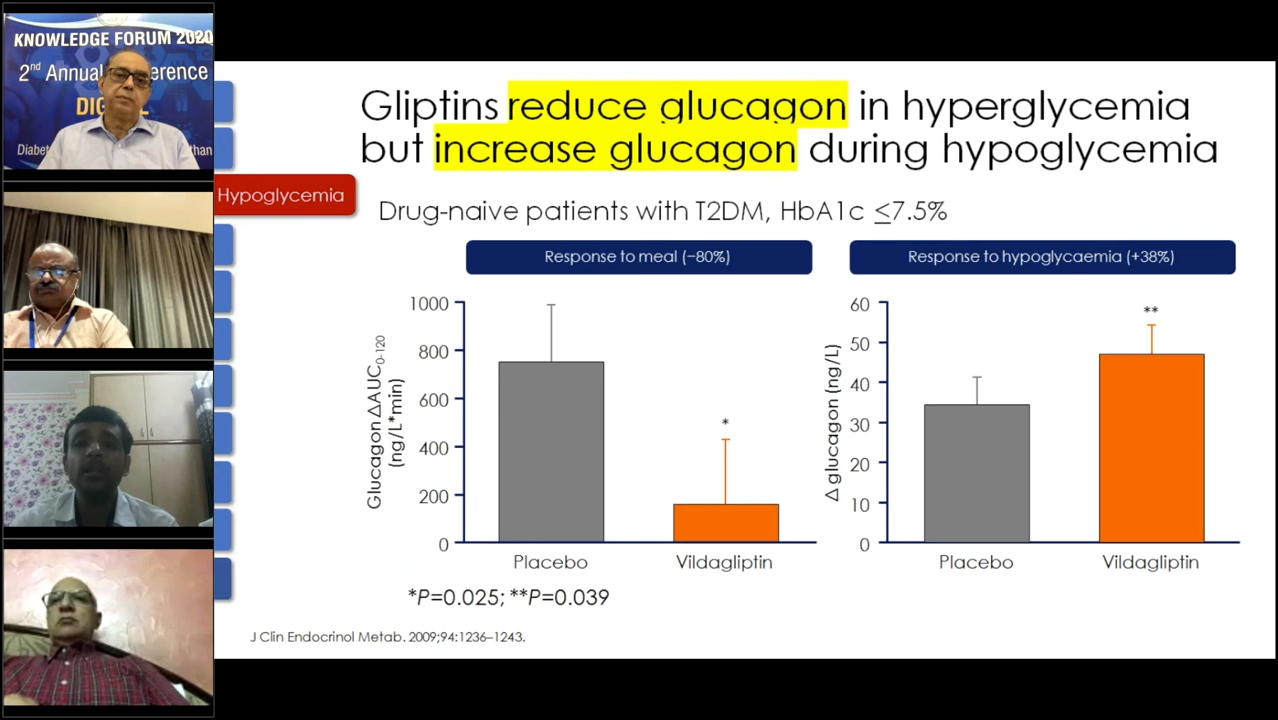 KNOWLEDGE FORUM 2020
2nd Annual
erence
Diabet
than
Gliptins reduce glucagon in hyperglycemia
but increase glucagon during hypoglycemia
Hypoglycemia
Drug-naive patients with T2DM, HbA1c ≤7.5%
Response to meal (−80%)
Response to hypoglycaemia (+38%)
Glucagon ΔAUC0-120
(ng/L*min)
1000
800
600
400
200
0
*
Placebo
Vildagliptin
Δ glucagon (ng/L)
60
50
40
30
20
10
0
**
Placebo
Vildagliptin
*P=0.025; **P=0.039
J Clin Endocrinol Metab. 2009;94:1236–1243.